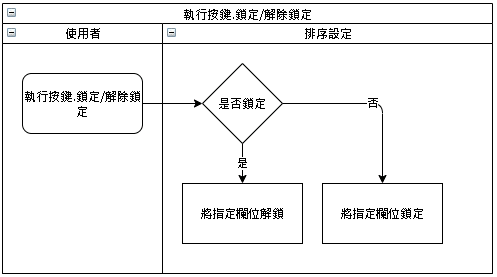 執行按鍵.鎖定/解除鎖定
使用者
排序設定
執行按鍵.鎖定/解除鎖
定
是否鎖定
否
是
將指定欄位解鎖
將指定欄位鎖定